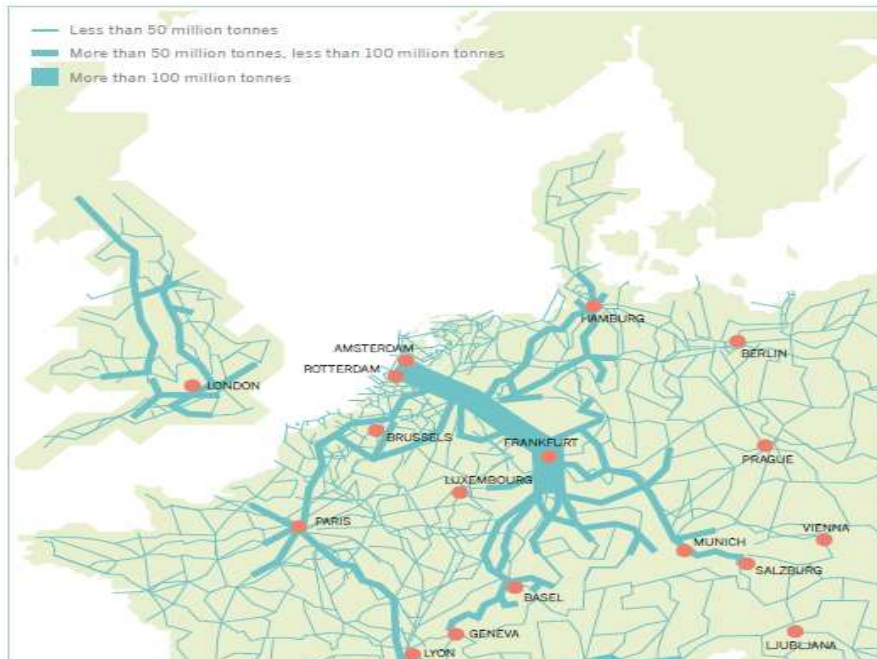 Less than 50 million tonnes
More than 50 million tonnes, less than 100 million tonnes
More than 100 million tonnes
HAMBURG
AMSTERDAM
BERLIN
ROTTERDAM
LONDON
BRUSSELS
FRANKFURT
PRAGUE
LUXEMBOURG
PARIS
VIENNA
MUNICH
SALZBURG
BASEL
GENEVA
LJUBLJANA
LYON